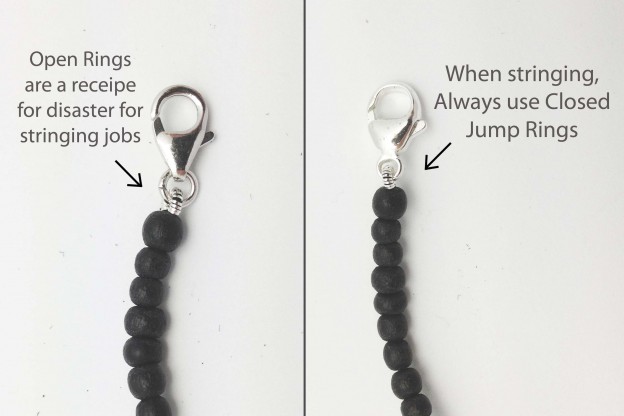 Open Rings
are a receipe
for disaster for
stringing jobs
When stringing,
Always use Closed
Jump Rings